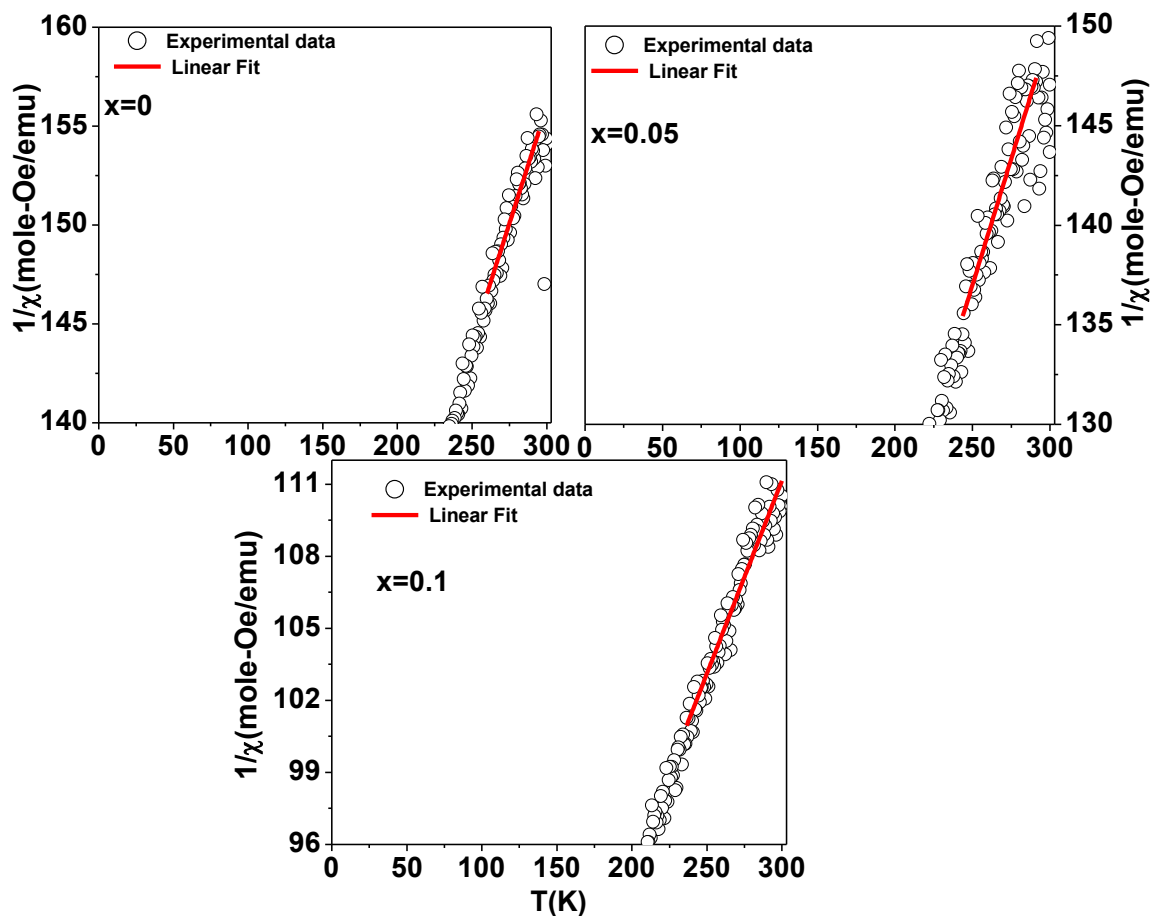 160
155
150
145
140
1/χ(mole-Oe/emu)
Experimental data
Linear Fit
x=0
0 50 100 150 200 250 300
150
145
140
135
130
1/χ(mole-Oe/emu)
Experimental data
Linear Fit
x=0.05
0 50 100 150 200 250 300
111
108
105
102
99
96
1/χ(mole-Oe/emu)
Experimental data
Linear Fit
x=0.1
0 50 100 150 200 250 300
T(K)